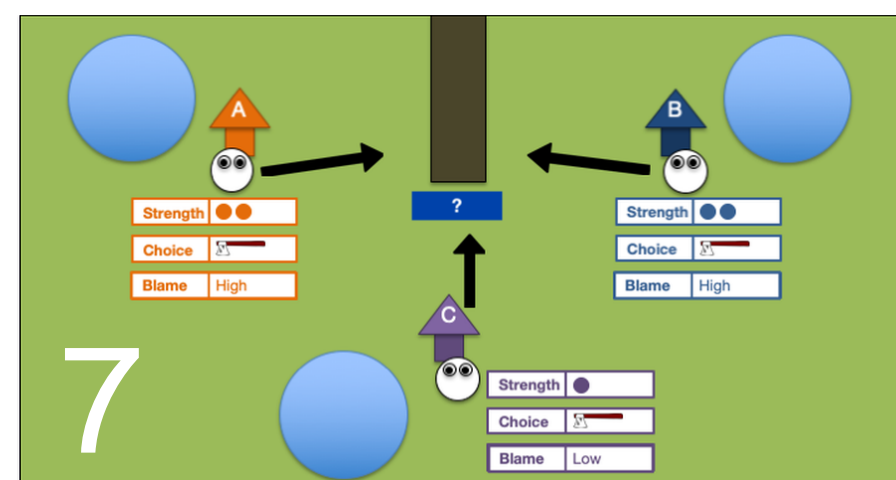 A
B
Strength
Choice
Blame High
?
Strength
Choice
Blame High
C
Strength
Choice
Blame Low
7